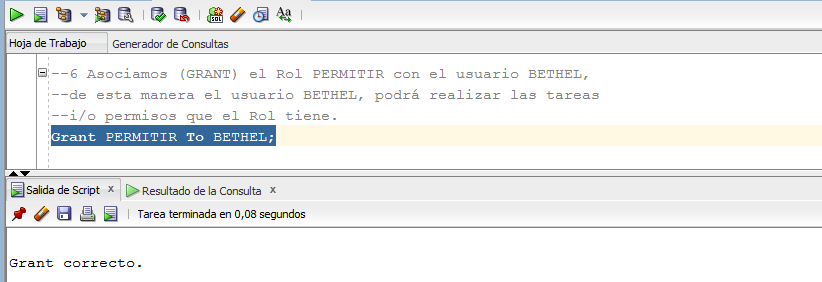 SQL
Aa
Hoja de Trabajo Generador de Consultas
--6 Asociamos (GRANT) el Rol PERMITIR con el usuario BETHEL,
--de esta manera el usuario BETHEL, podrá realizar las tareas
--i/o permisos que el Rol tiene.
Grant PERMITIR To BETHEL;
Salida de Script x Resultado de la Consulta x
Tarea terminada en 0,08 segundos
Grant correcto.